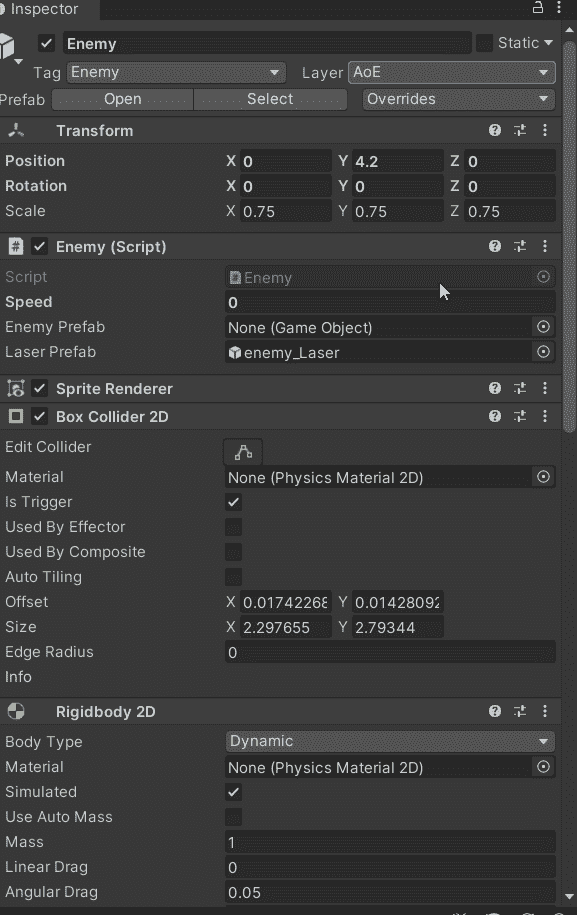 Inspector
Enemy Static
Tag Enemy Layer AoE
Prefab Open Select Overrides
Transform
Position X 0 Y 4.2 Z 0
Rotation X 0 Y 0 Z 0
Scale X 0.75 Y 0.75 Z 0.75
# Enemy (Script)
Script # Enemy
Speed 0
Enemy Prefab None (Game Object)
Laser Prefab enemy_Laser
Sprite Renderer
Box Collider 2D
Edit Collider
Material None (Physics Material 2D)
Is Trigger
Used By Effector
Used By Composite
Auto Tiling
Offset X 0.01742268 Y 0.01428092
Size X 2.297655 Y 2.79344
Edge Radius 0
Info
Rigidbody 2D
Body Type Dynamic
Material None (Physics Material 2D)
Simulated
Use Auto Mass
Mass 1
Linear Drag 0
Angular Drag 0.05